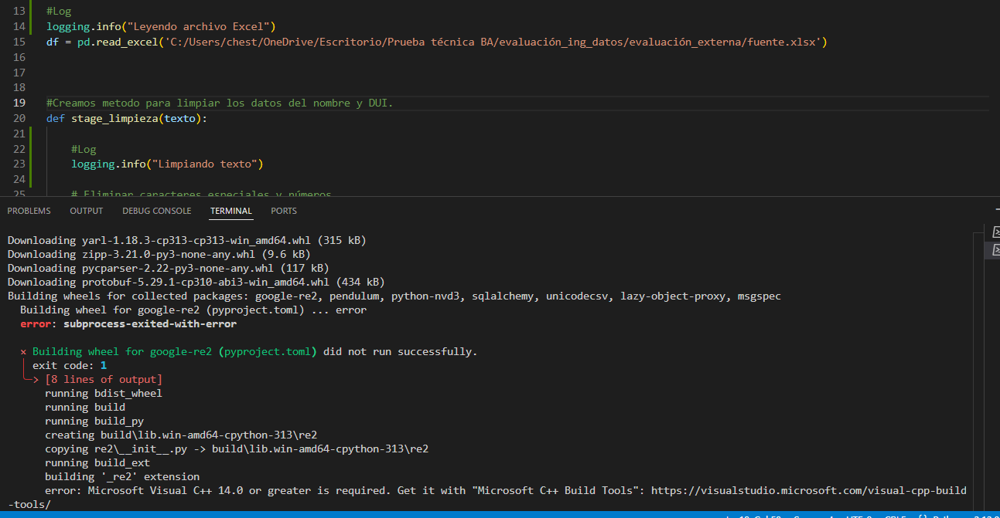 13 #Log
14 logging.info("Leyendo archivo Excel")
15 df = pd.read_excel('C:/Users/chest/OneDrive/Escritorio/Prueba técnica BA/evaluación_ing_datos/evaluación_externa/fuente.xlsx')
16
17
18
19 #Creamos metodo para limpiar los datos del nombre y DUI.
20 def stage_limpieza(texto):
21
22 #Log
23 logging.info("Limpiando texto")
24
25 # Eliminar caracteres especiales y números
PROBLEMS OUTPUT DEBUG CONSOLE TERMINAL PORTS
Downloading yarl-1.18.3-cp313-cp313-win_amd64.whl (315 kB)
Downloading zipp-3.21.0-py3-none-any.whl (9.6 kB)
Downloading pycparser-2.22-py3-none-any.whl (117 kB)
Downloading protobuf-5.29.1-cp310-abi3-win_amd64.whl (434 kB)
Building wheels for collected packages: google-re2, pendulum, python-nvd3, sqlalchemy, unicodecsv, lazy-object-proxy, msgspec
Building wheel for google-re2 (pyproject.toml) ... error
error: subprocess-exited-with-error
× Building wheel for google-re2 (pyproject.toml) did not run successfully.
exit code: 1
[8 lines of output]
running bdist_wheel
running build
running build_py
creating build\lib.win-amd64-cpython-313\re2
copying re2\__init__.py -> build\lib.win-amd64-cpython-313\re2
running build_ext
building '_re2' extension
error: Microsoft Visual C++ 14.0 or greater is required. Get it with "Microsoft C++ Build Tools": https://visualstudio.microsoft.com/visual-cpp-build
-tools/